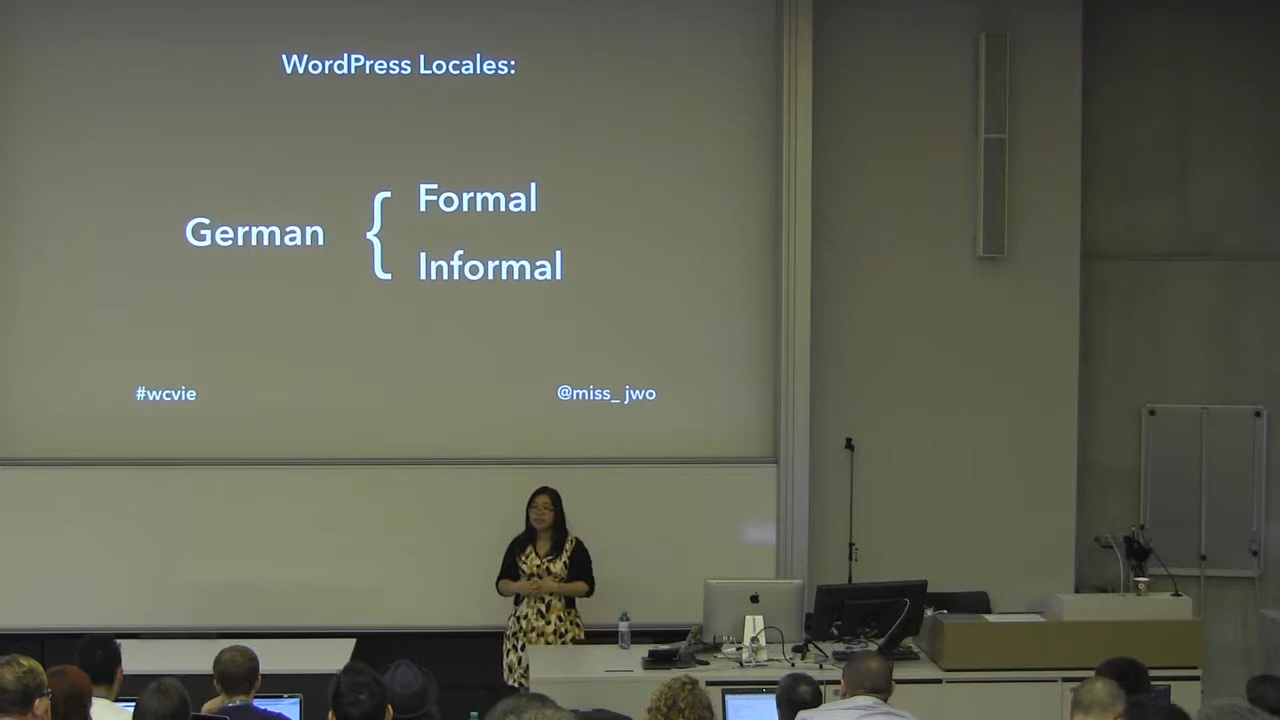 WordPress Locales:
German { Formal
Informal
#wcvie
@miss_ jwo